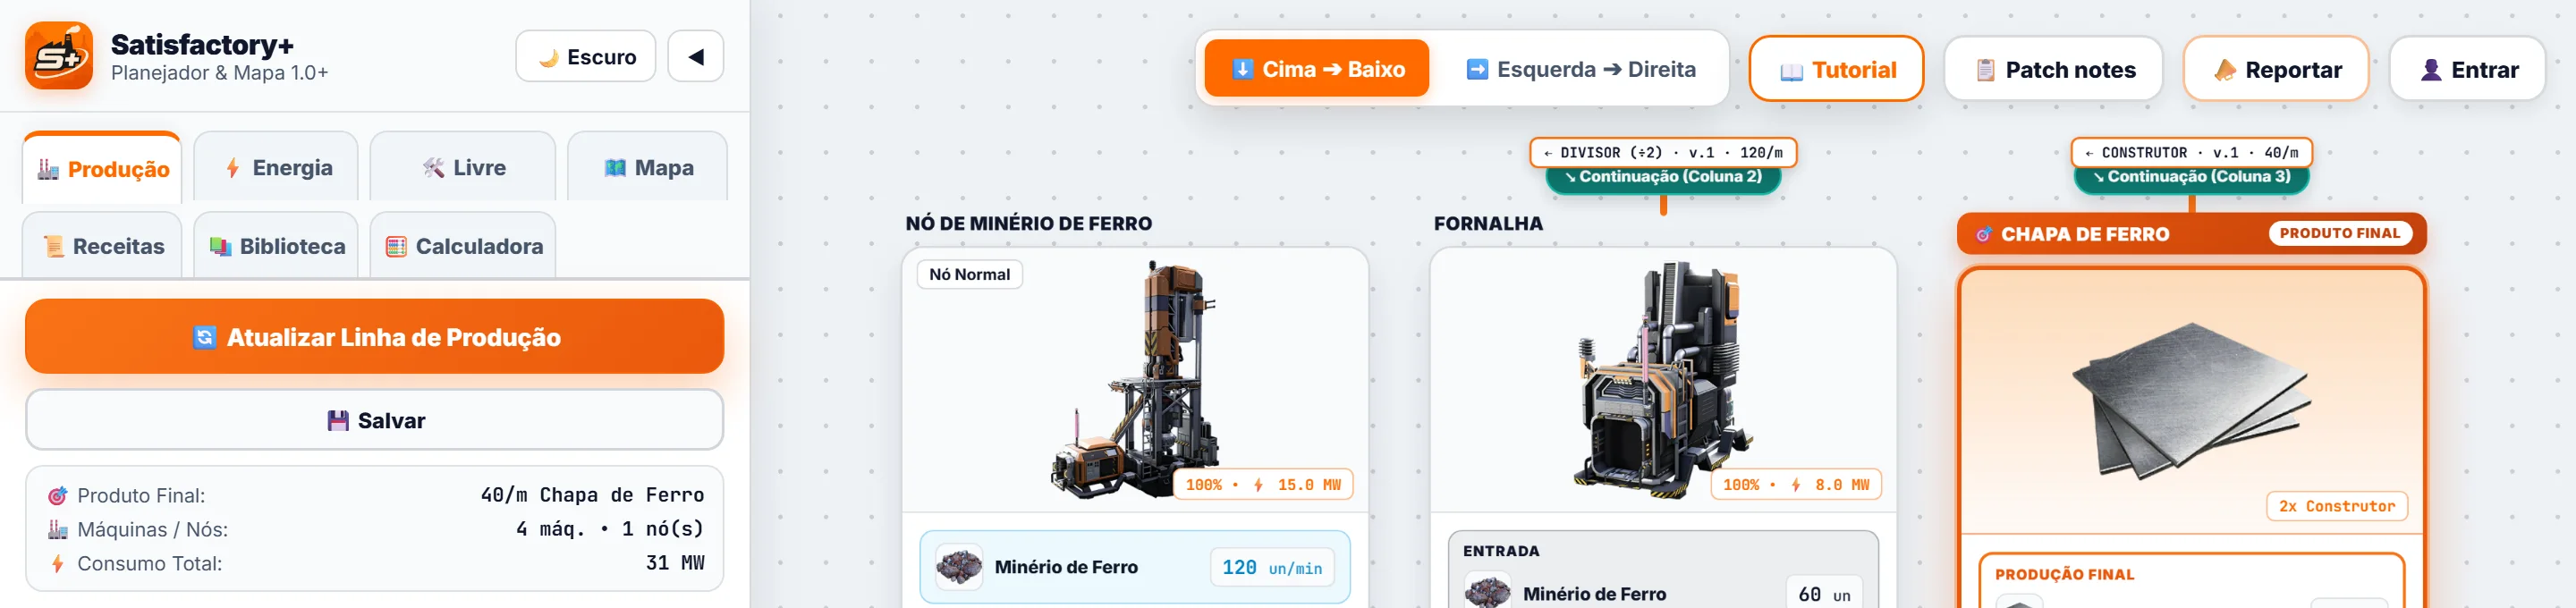 Satisfactory+
Planejador & Mapa 1.0+
🌙 Escuro
◀
🏭 Produção
⚡ Energia
🛠️ Livre
🗺️ Mapa
📜 Receitas
📚 Biblioteca
🧮 Calculadora
🔄 Atualizar Linha de Produção
💾 Salvar
🎯 Produto Final: 40/m Chapa de Ferro
🏭 Máquinas / Nós: 4 máq. • 1 nó(s)
⚡ Consumo Total: 31 MW
⬇️ Cima ➔ Baixo
➡️ Esquerda ➔ Direita
📖 Tutorial
📋 Patch notes
📣 Reportar
👤 Entrar
← DIVISOR (÷2) · v.1 · 120/m
↘ Continuação (Coluna 2)
← CONSTRUTOR · v.1 · 40/m
↘ Continuação (Coluna 3)
NÓ DE MINÉRIO DE FERRO
Nó Normal
100% • ⚡ 15.0 MW
Minério de Ferro 120 un/min
FORNALHA
100% • ⚡ 8.0 MW
ENTRADA
Minério de Ferro 60 un
🎯 CHAPA DE FERRO PRODUTO FINAL
2x Construtor
PRODUÇÃO FINAL